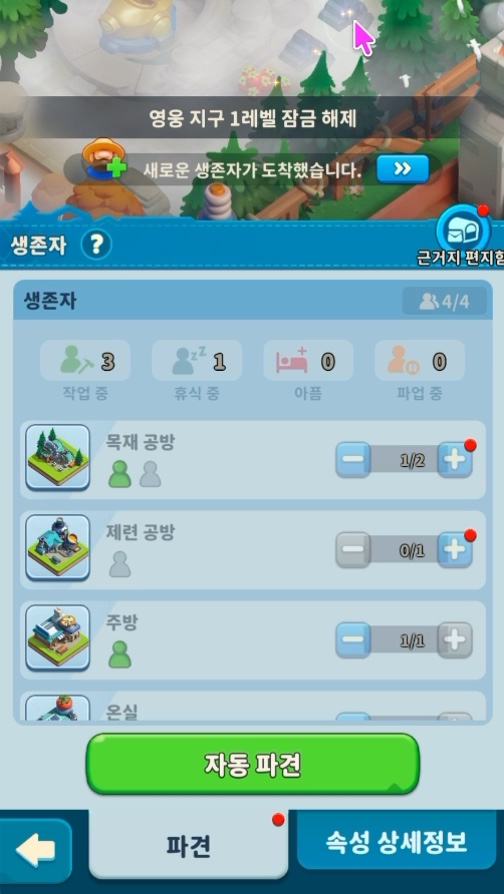 영웅 지구 1레벨 잠금 해제
새로운 생존자가 도착했습니다.
생존자 ?
근거지 편지함
생존자 4/4
3 1 0 0
작업 중 휴식 중 아픔 파업 중
목재 공방
1/2
제련 공방
0/1
주방
1/1
온실
자동 파견
파견 속성 상세정보